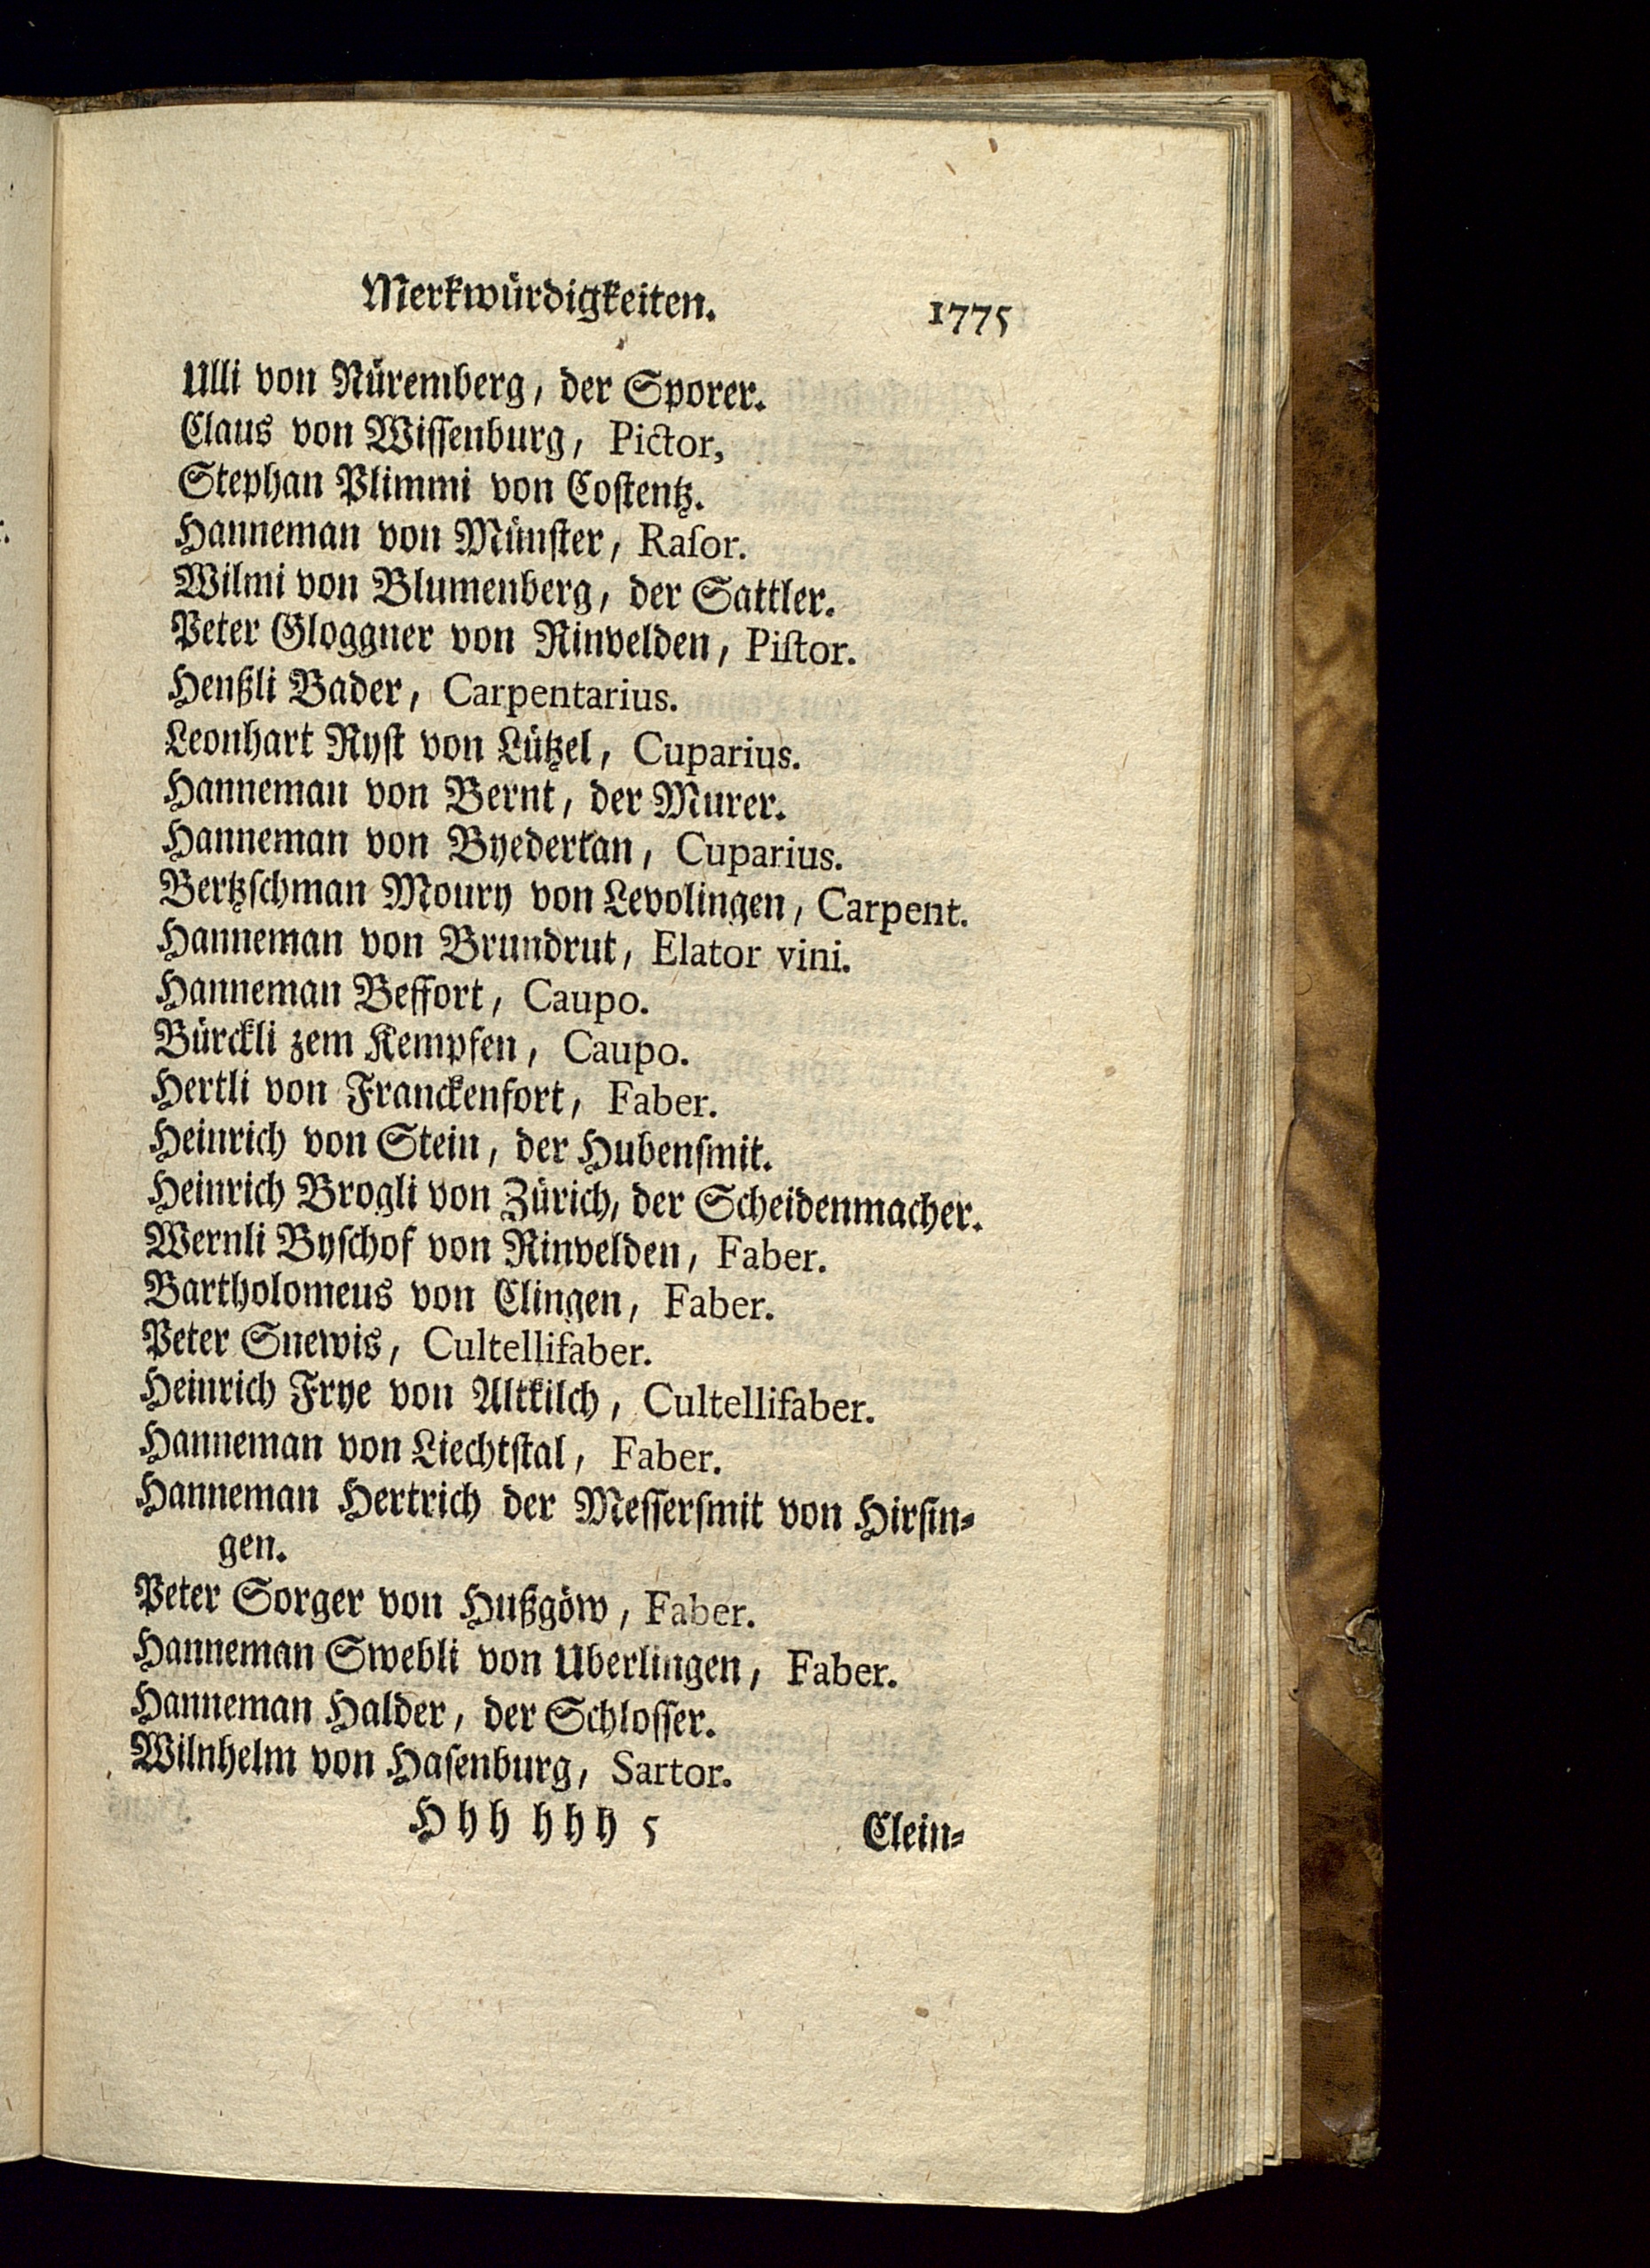 Merkwürdigkeiten. 1775
Ulli von Nüremberg, der Sporer.
Claus von Wissenburg, Pictor,
Stephan Plimmi von Costentz.
Hanneman von Münster, Raſor.
Wilmi von Blumenberg, der Sattler.
Peter Gloggner von Rinvelden, Piſtor.
Henßli Bader, Carpentarius.
Leonhart Ryſt von Lützel, Cuparius.
Hanneman von Bernt, der Murer.
Hanneman von Byederkan, Cuparius.
Bertzſchman Moury von Levolingen, Carpent.
Hanneman von Brundrut, Elator vini.
Hanneman Beffort, Caupo.
Bürckli zem Kempfen, Caupo.
Hertli von Franckenfort, Faber.
Heinrich von Stein, der Hubenſmit.
Heinrich Brogli von Zürich, der Scheidenmacher.
Wernli Byſchof von Rinvelden, Faber.
Bartholomeus von Clingen, Faber.
Peter Snewis, Cultellifaber.
Heinrich Frye von Altkilch, Cultellifaber.
Hanneman von Liechtſtal, Faber.
Hanneman Hertrich der Meſſerſmit von Hirſin-
gen.
Peter Sorger von Hußgöw, Faber.
Hanneman Swebli von Uberlingen, Faber.
Hanneman Halder, der Schloſſer.
Wilnhelm von Haſenburg, Sartor.
H h h h h h 5 Clein-